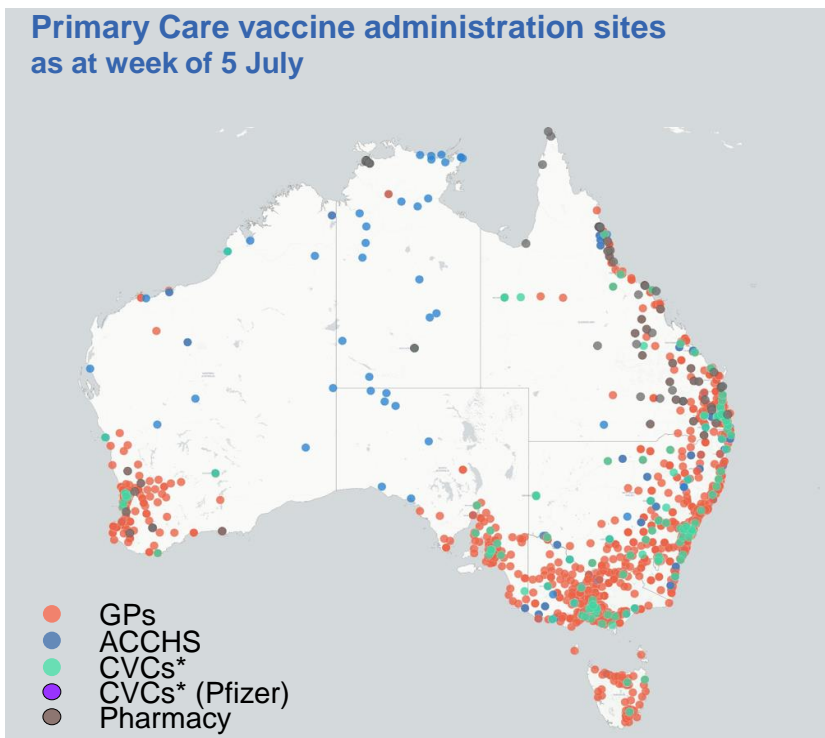 Primary Care vaccine administration sites
as at week of 5 July
GPs
ACCHS
CVCs*
CVCs* (Pfizer)
Pharmacy